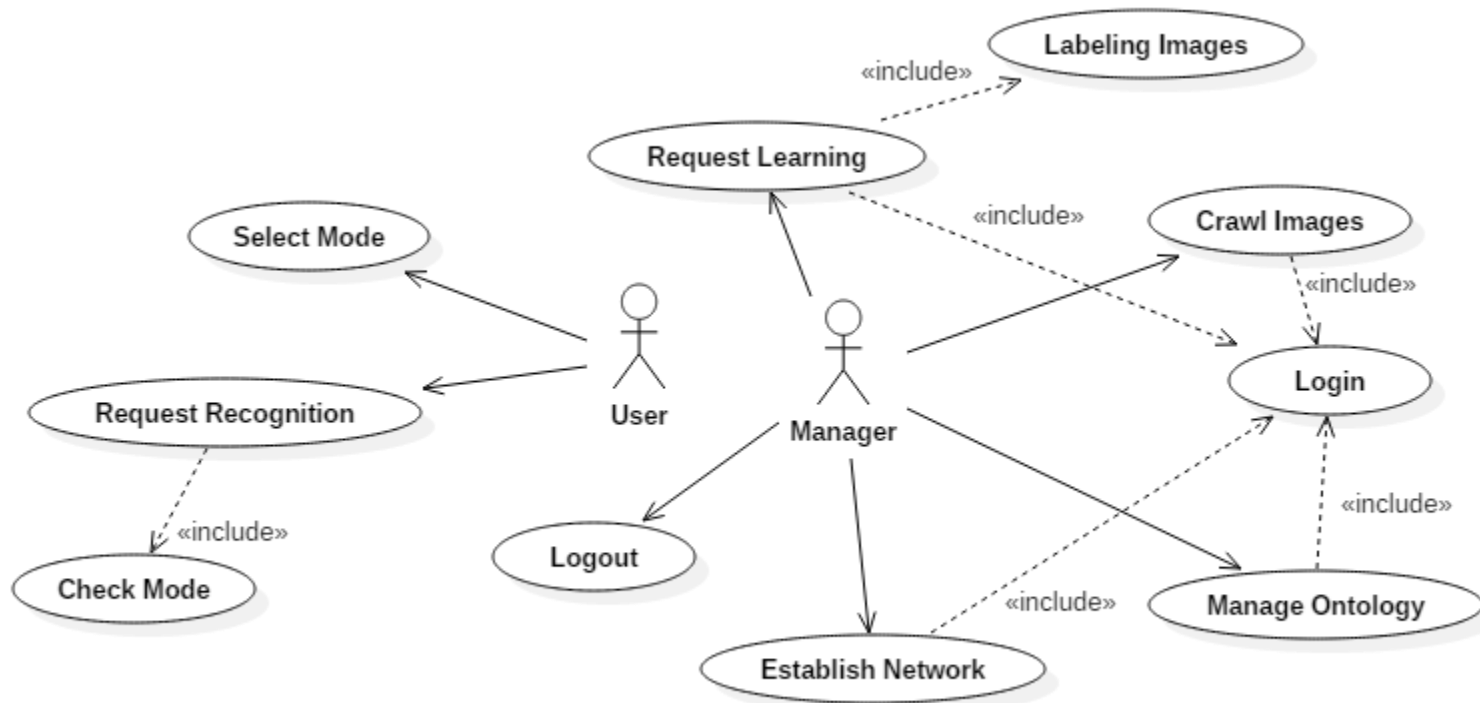 Labeling Images
«include»
Request Learning
«include»
Crawl Images
Select Mode
«include»
Login
Request Recognition
User
Manager
«include»
«include»
Logout
Check Mode
«include»
Manage Ontology
Establish Network